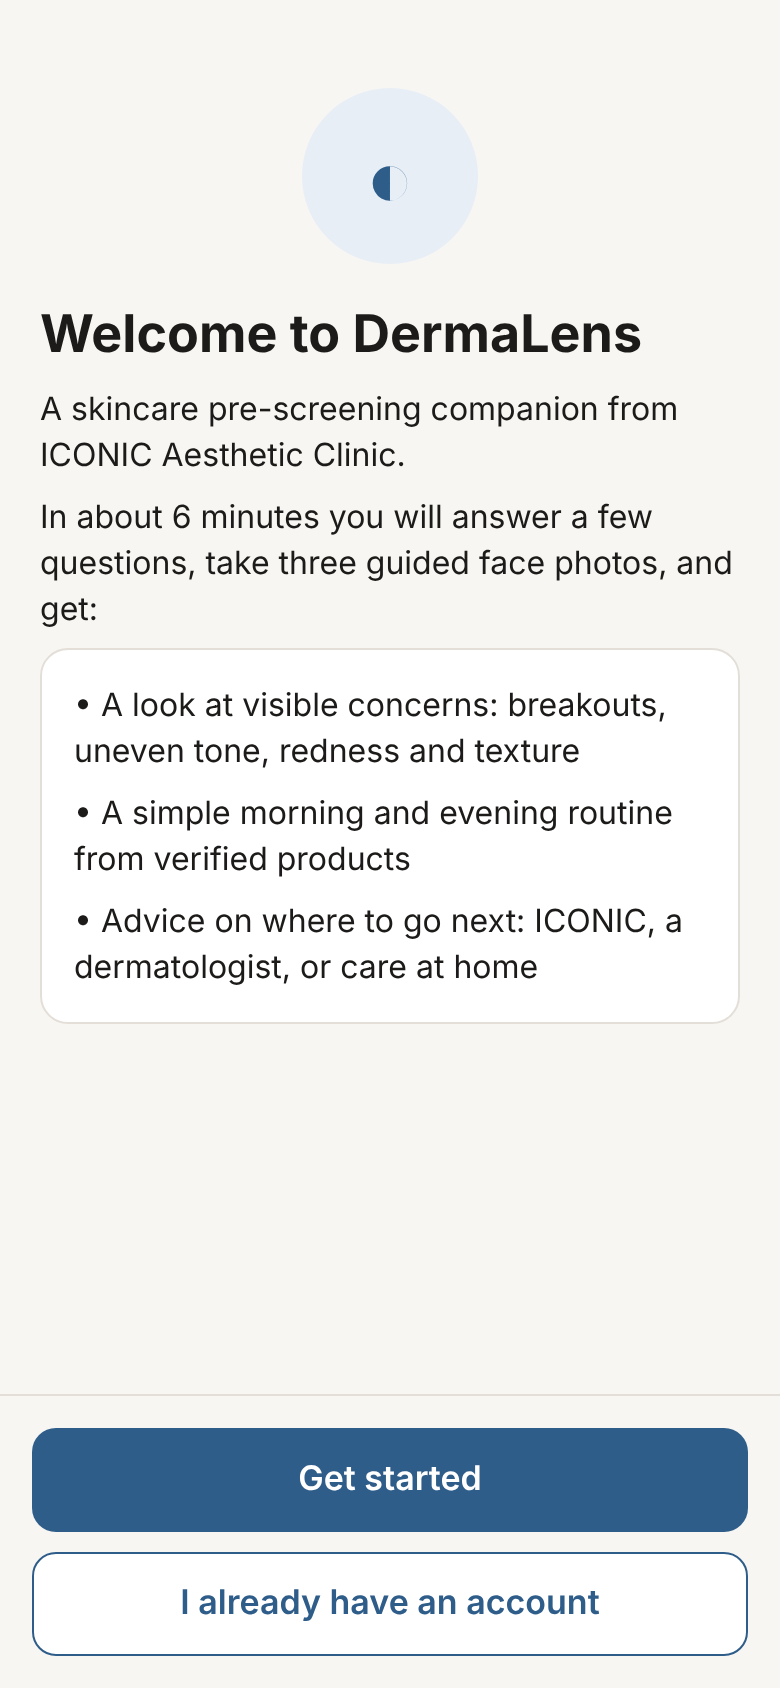 Welcome to DermaLens
A skincare pre-screening companion from
ICONIC Aesthetic Clinic.
In about 6 minutes you will answer a few
questions, take three guided face photos, and
get:
• A look at visible concerns: breakouts,
uneven tone, redness and texture
• A simple morning and evening routine
from verified products
• Advice on where to go next: ICONIC, a
dermatologist, or care at home
Get started
I already have an account